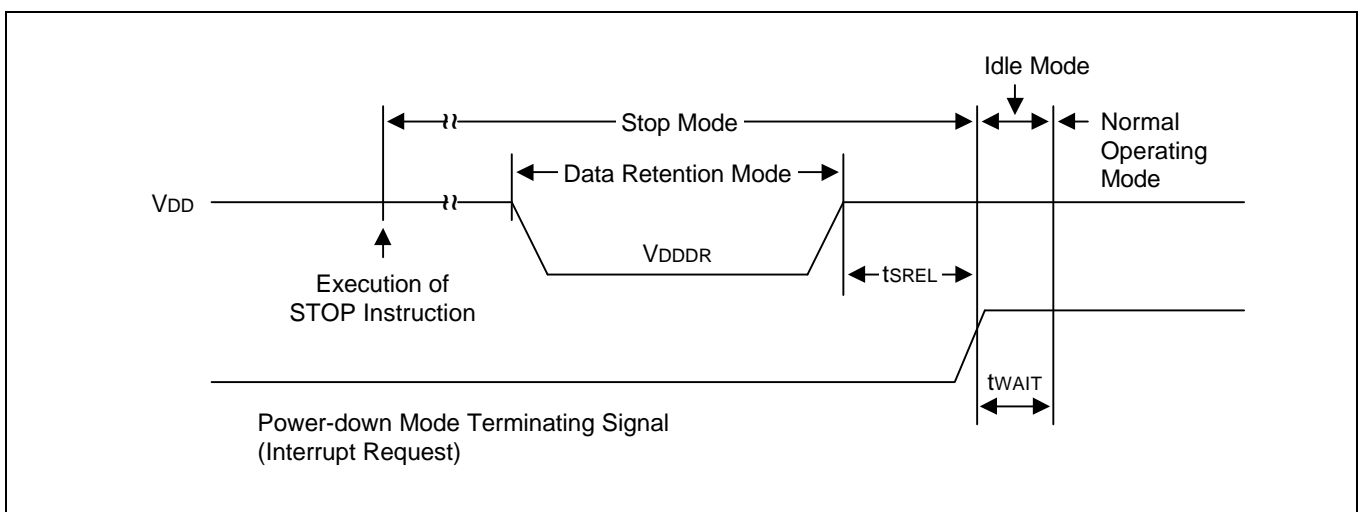 Idle Mode
Stop Mode
Normal
Operating
Mode
Data Retention Mode
VDD
VDDDR
tSREL
Execution of
STOP Instruction
tWAIT
Power-down Mode Terminating Signal
(Interrupt Request)